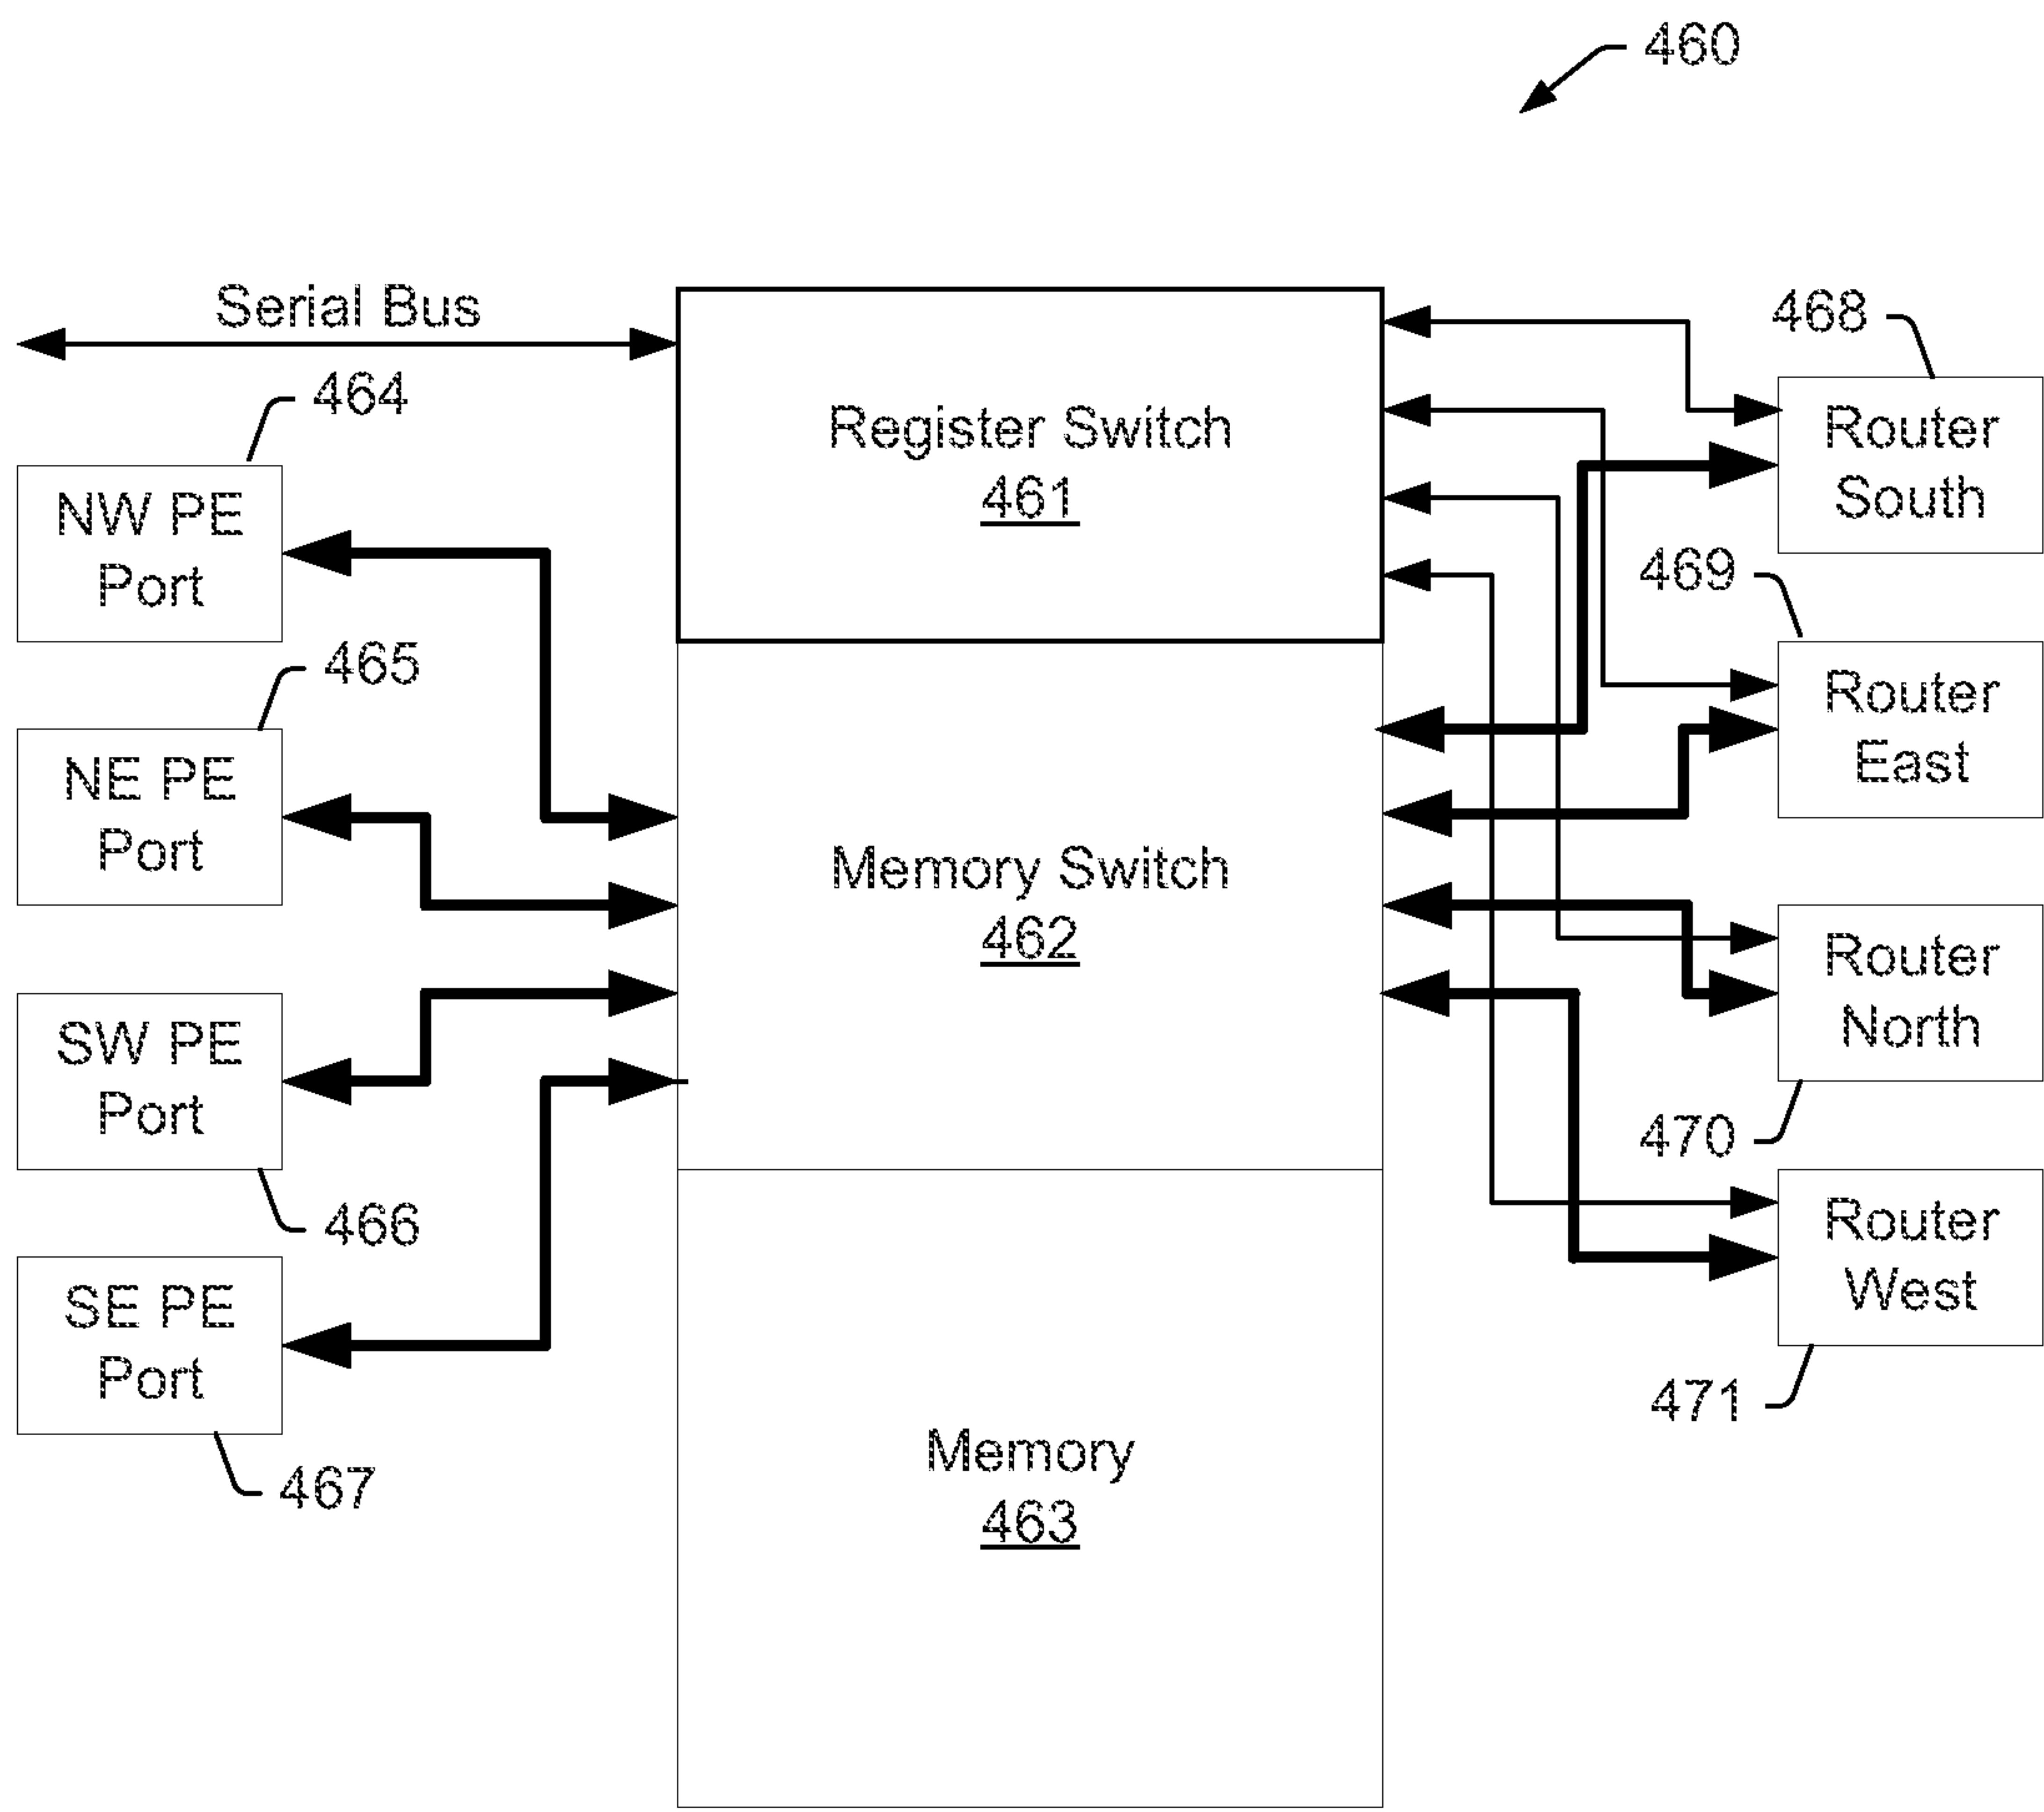 460
Serial Bus
464
NW PE
Port
465
NE PE
Port
SW PE
Port
466
SE PE
Port
467
Register Switch
461
Memory Switch
462
Memory
463
468
Router
South
469
Router
East
Router
North
470
Router
West
471